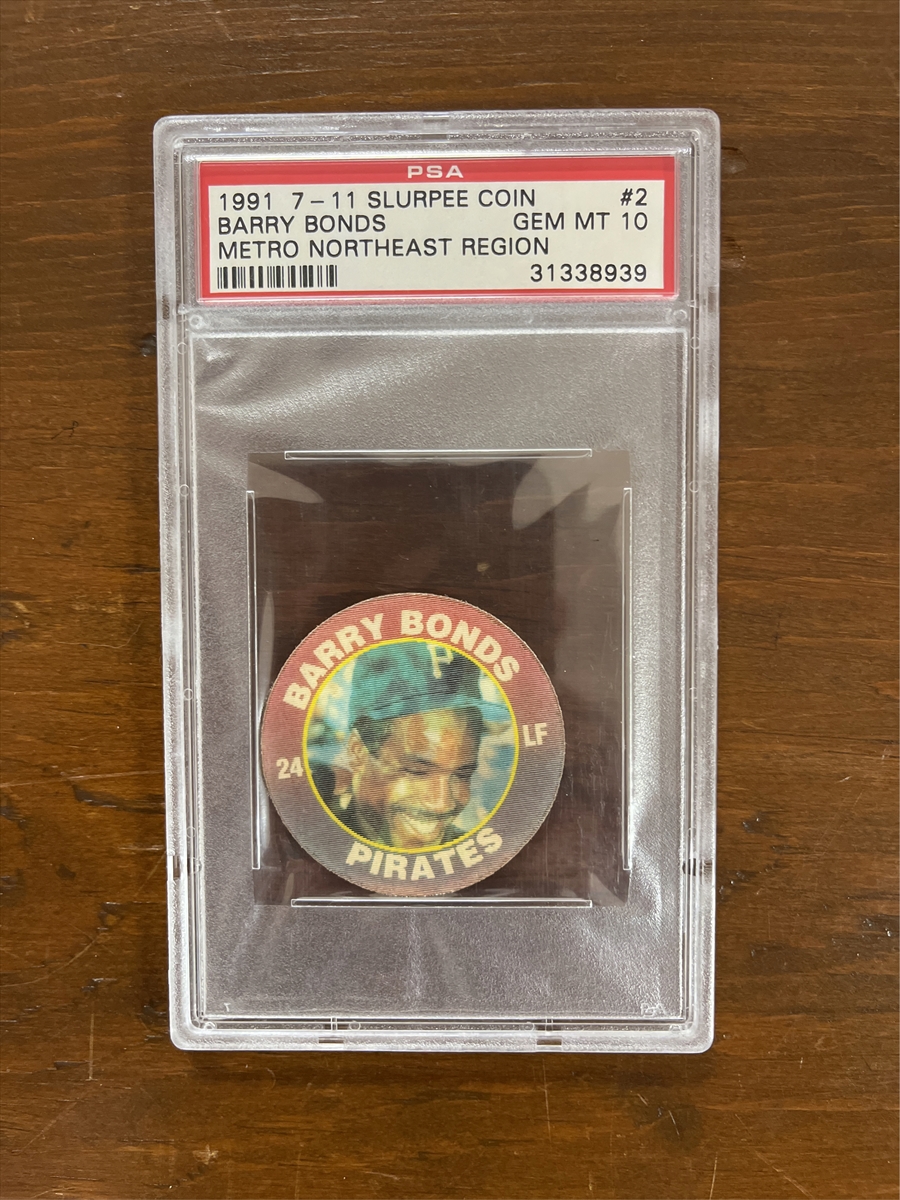 PSA
1991 7-11 SLURPEE COIN #2
BARRY BONDS GEM MT 10
METRO NORTHEAST REGION
31338939
BARRY BONDS
P
24
LF
PIRATES